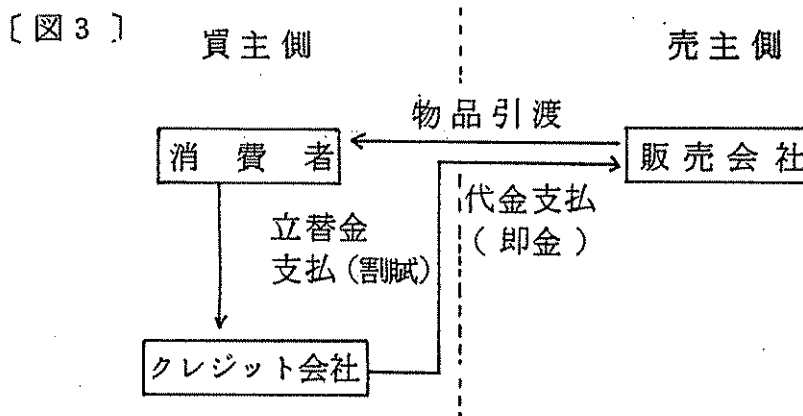 〔図3〕
買主側
売主側
物品引渡
消費者
販売会社
代金支払
(即金)
立替金
支払(割賦)
クレジット会社